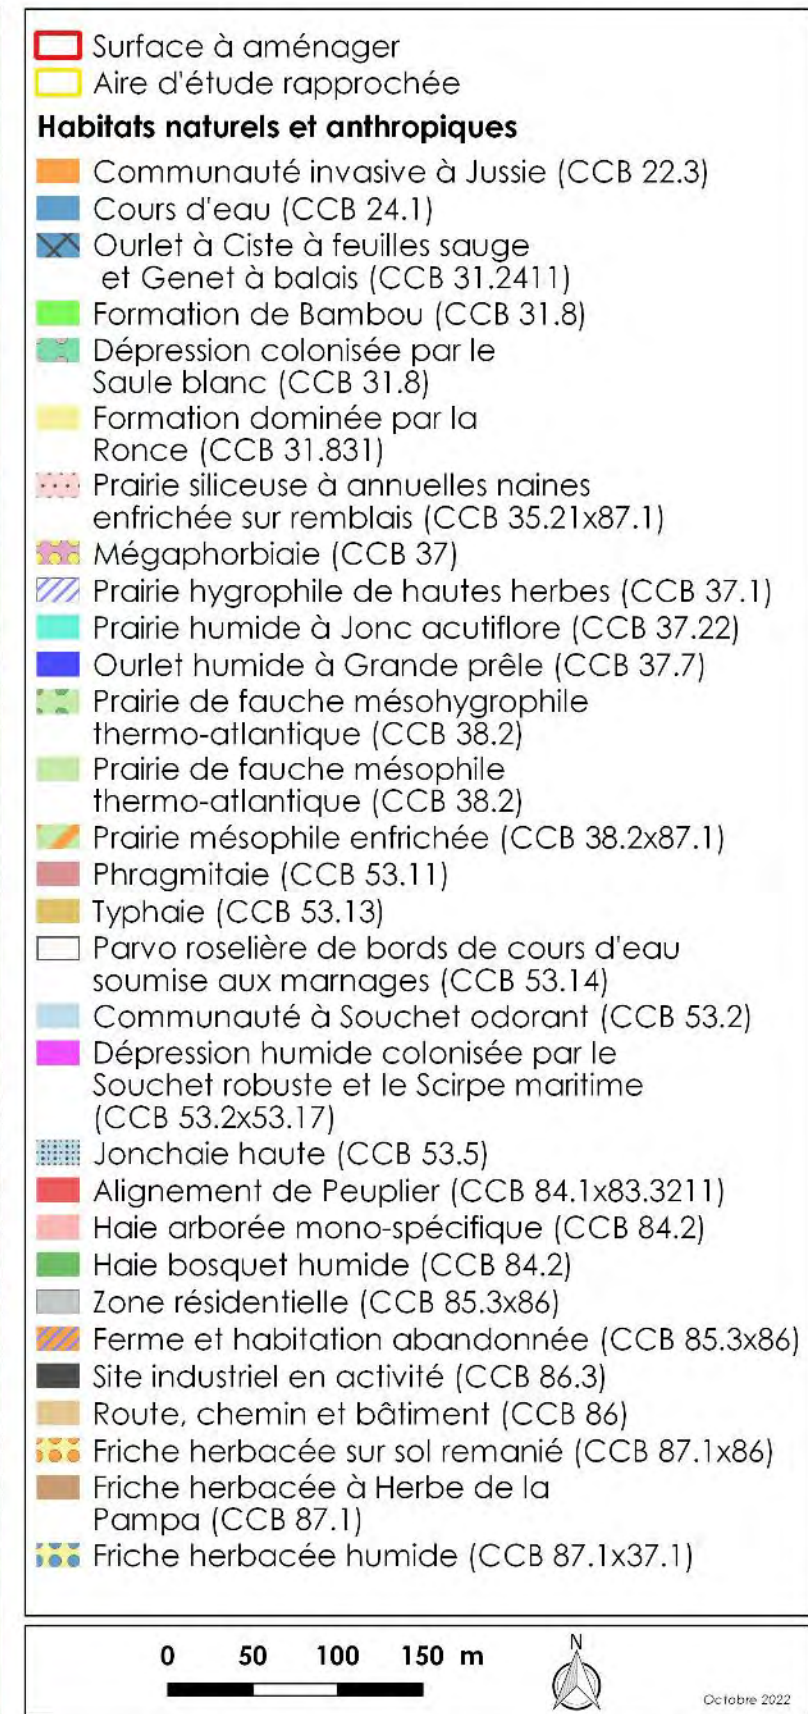 Surface à aménager
Aire d'étude rapprochée
Habitats naturels et anthropiques
Communauté invasive à Jussie (CCB 22.3)
Cours d'eau (CCB 24.1)
Ourlet à Ciste à feuilles sauge
et Genet à balais (CCB 31.2411)
Formation de Bambou (CCB 31.8)
Dépression colonisée par le
Saule blanc (CCB 31.8)
Formation dominée par la
Ronce (CCB 31.831)
Prairie siliceuse à annuelles naines
enfrichée sur remblais (CCB 35.21x87.1)
Mégaphorbiaie (CCB 37)
Prairie hygrophile de hautes herbes (CCB 37.1)
Prairie humide à Jonc acutiflore (CCB 37.22)
Ourlet humide à Grande prêle (CCB 37.7)
Prairie de fauche mésohygrophile
thermo-atlantique (CCB 38.2)
Prairie de fauche mésophile
thermo-atlantique (CCB 38.2)
Prairie mésophile enfrichée (CCB 38.2x87.1)
Phragmitaie (CCB 53.11)
Typhaie (CCB 53.13)
Parvo roselière de bords de cours d'eau
soumise aux marnages (CCB 53.14)
Communauté à Souchet odorant (CCB 53.2)
Dépression humide colonisée par le
Souchet robuste et le Scirpe maritime
(CCB 53.2x53.17)
Jonchaie haute (CCB 53.5)
Alignement de Peuplier (CCB 84.1x83.3211)
Haie arborée mono-spécifique (CCB 84.2)
Haie bosquet humide (CCB 84.2)
Zone résidentielle (CCB 85.3x86)
Ferme et habitation abandonnée (CCB 85.3x86)
Site industriel en activité (CCB 86.3)
Route, chemin et bâtiment (CCB 86)
Friche herbacée sur sol remanié (CCB 87.1x86)
Friche herbacée à Herbe de la
Pampa (CCB 87.1)
Friche herbacée humide (CCB 87.1x37.1)
0 50 100 150 m
N
Octobre 2022